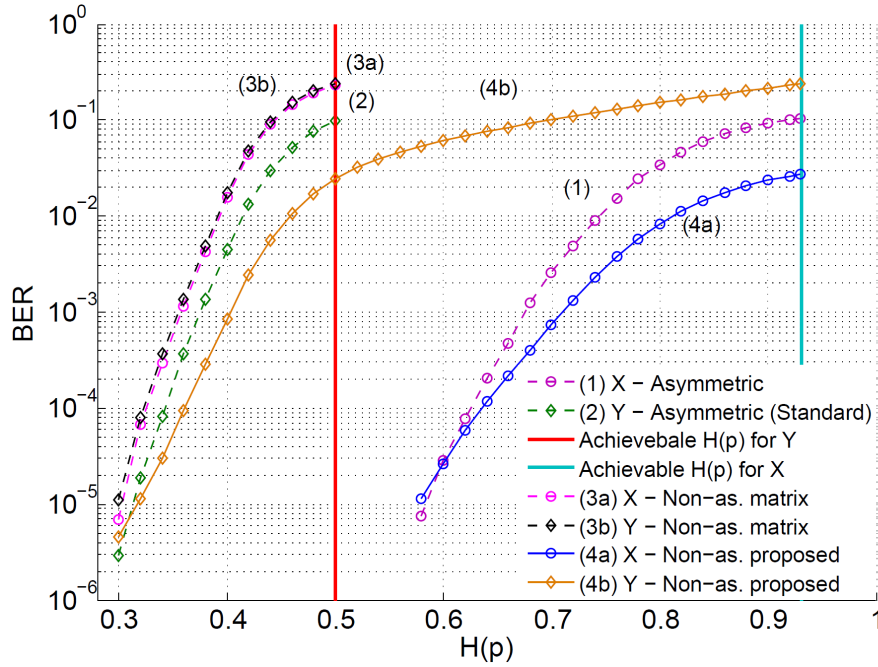 10^0
10^-1
10^-2
10^-3
10^-4
10^-5
10^-6
BER
(3a)
(3b)
(2)
(4b)
(1)
(4a)
(1) X − Asymmetric
(2) Y − Asymmetric (Standard)
Achievebale H(p) for Y
Achievable H(p) for X
(3a) X − Non−as. matrix
(3b) Y − Non−as. matrix
(4a) X − Non−as. proposed
(4b) Y − Non−as. proposed
0.3 0.4 0.5 0.6 0.7 0.8 0.9 1
H(p)